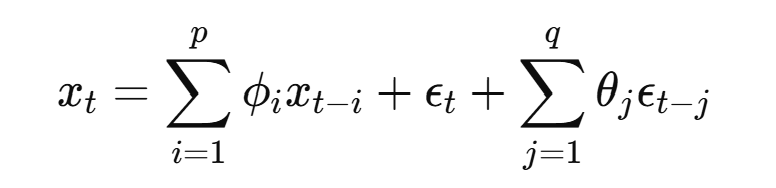 x_t = \sum_{i=1}^{p} \phi_i x_{t-i} + \epsilon_t + \sum_{j=1}^{q} \theta_j \epsilon_{t-j}